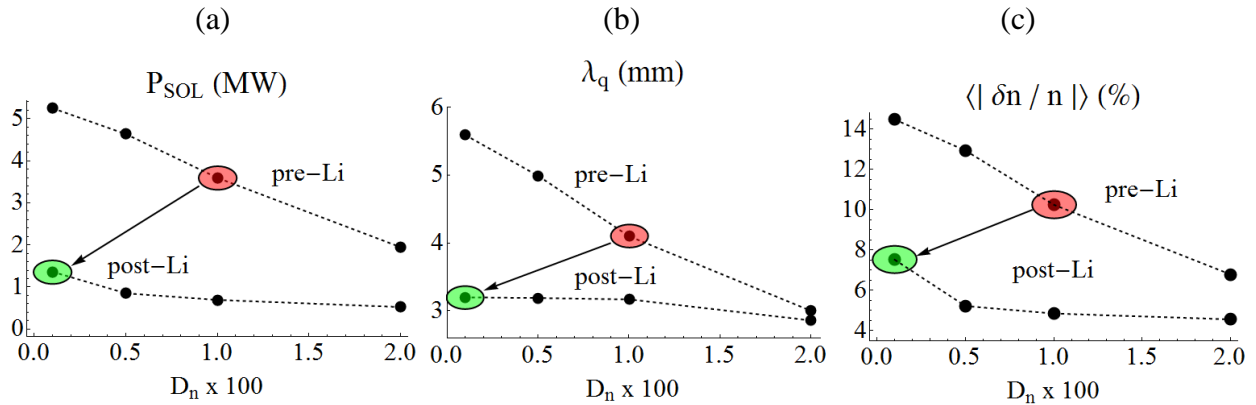 (a)
P_SOL (MW)
5
4
3
2
1
0
pre−Li
post−Li
0.0 0.5 1.0 1.5 2.0
D_n x 100
(b)
λ_q (mm)
6
5
4
3
pre−Li
post−Li
0.0 0.5 1.0 1.5 2.0
D_n x 100
(c)
⟨| δn / n |⟩ (%)
14
12
10
8
6
4
pre−Li
post−Li
0.0 0.5 1.0 1.5 2.0
D_n x 100